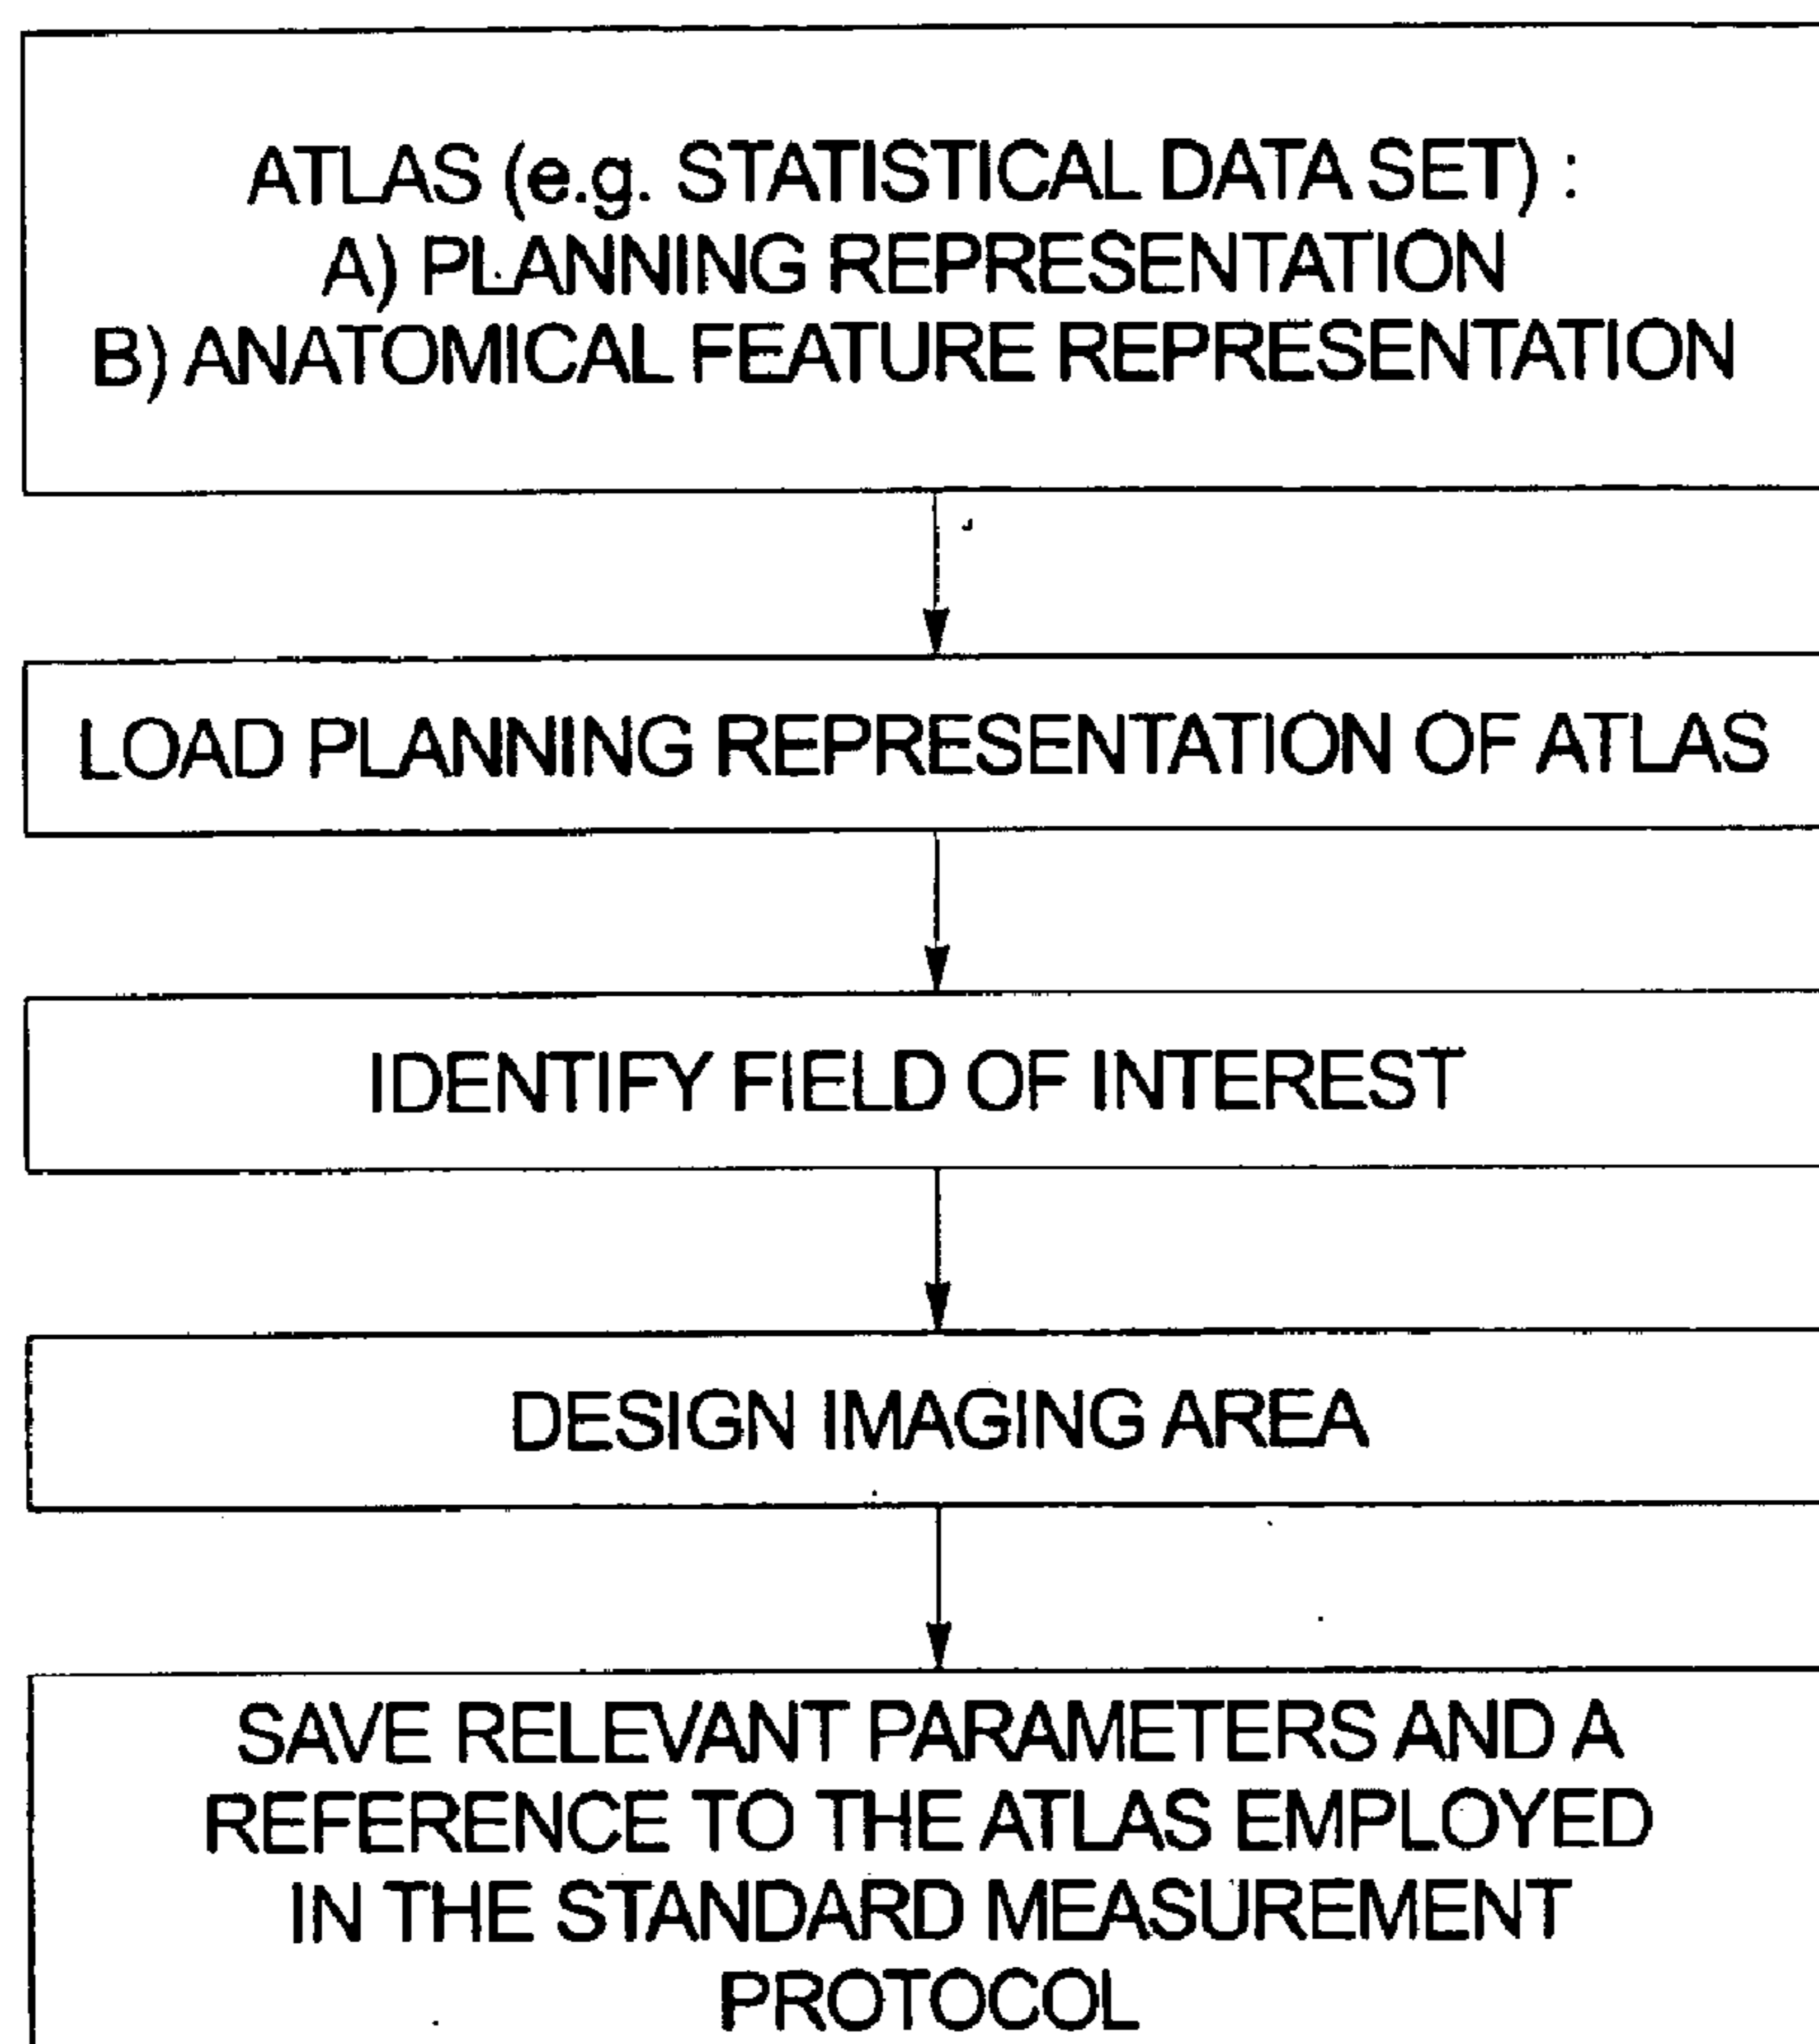 ATLAS (e.g. STATISTICAL DATA SET) :
A) PLANNING REPRESENTATION
B) ANATOMICAL FEATURE REPRESENTATION
LOAD PLANNING REPRESENTATION OF ATLAS
IDENTIFY FIELD OF INTEREST
DESIGN IMAGING AREA
SAVE RELEVANT PARAMETERS AND A
REFERENCE TO THE ATLAS EMPLOYED
IN THE STANDARD MEASUREMENT
PROTOCOL